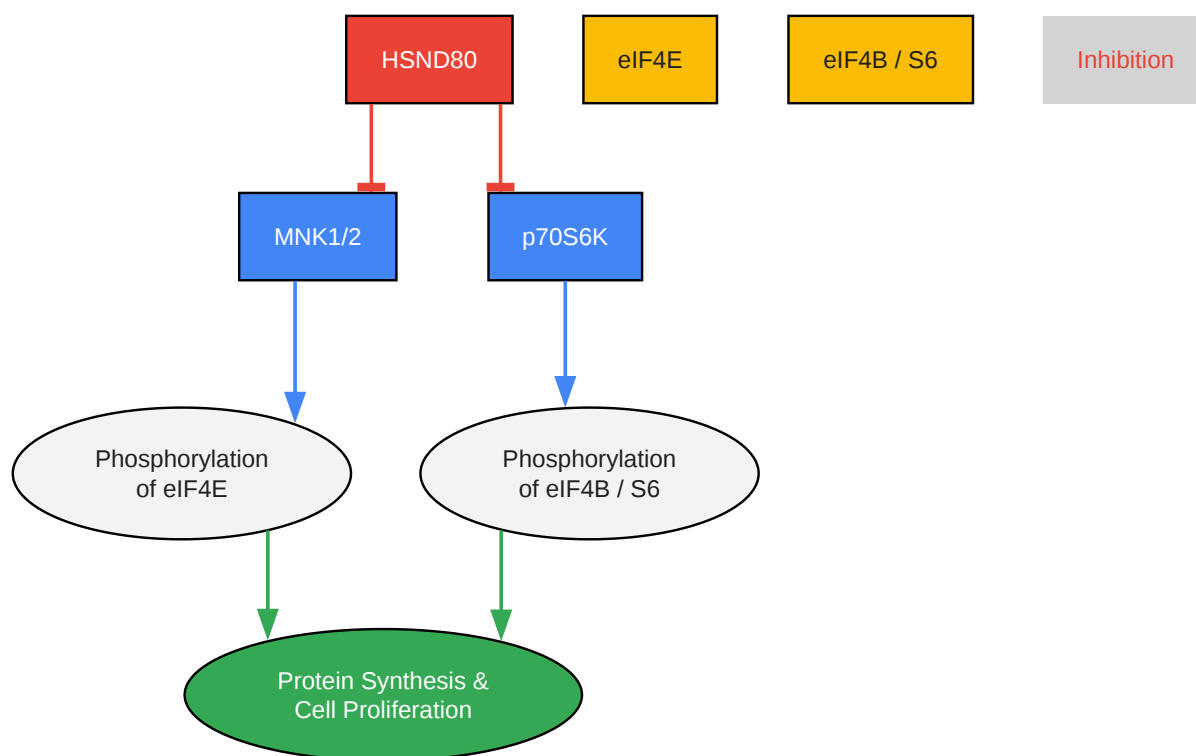 HSND80
eIF4E
eIF4B / S6
Inhibition
MNK1/2
p70S6K
Phosphorylation
of eIF4E
Phosphorylation
of eIF4B / S6
Protein Synthesis &
Cell Proliferation